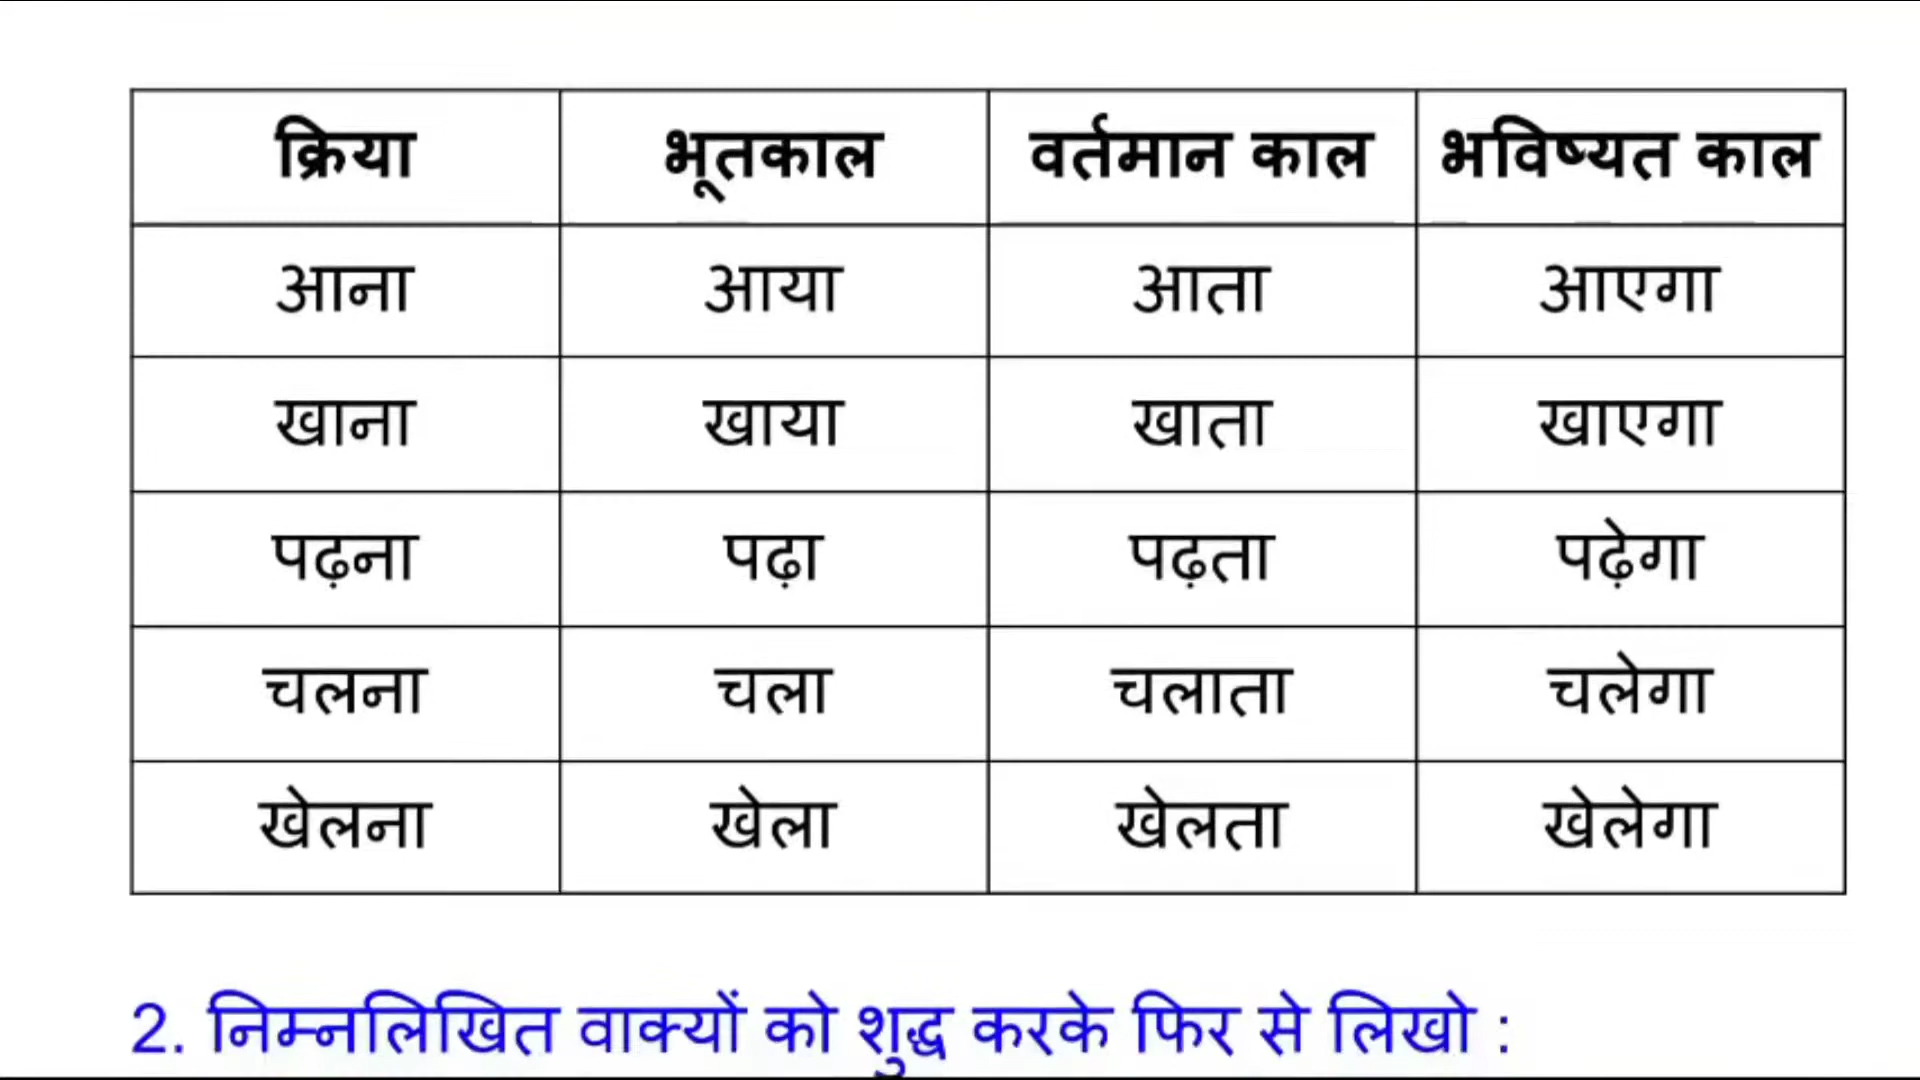 क्रिया भूतकाल वर्तमान काल भविष्यत काल
आना आया आता आएगा
खाना खाया खाता खाएगा
पढ़ना पढ़ा पढ़ता पढ़ेगा
चलना चला चलाता चलेगा
खेलना खेला खेलता खेलेगा
2. निम्नलिखित वाक्यों को शुद्ध करके फिर से लिखो :